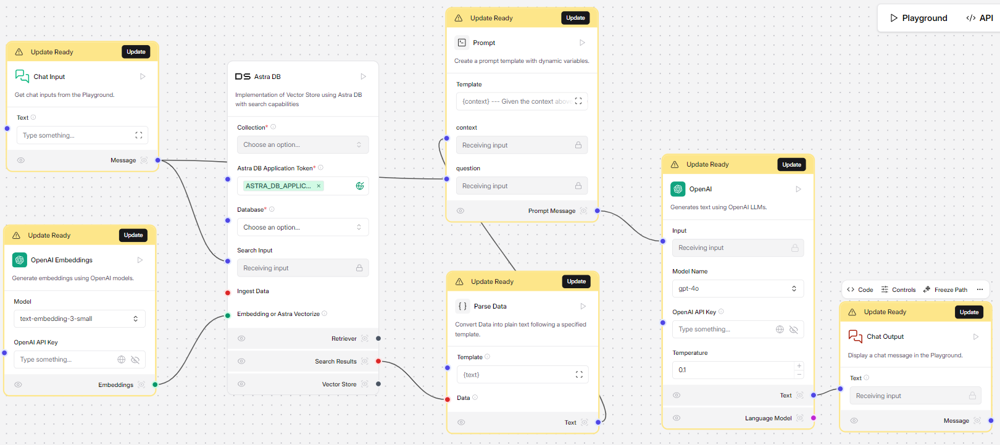 Playground
API
Update Ready
Update
Chat Input
Get chat inputs from the Playground.
Text
Type something...
Message
Update Ready
Update
OpenAI Embeddings
Generate embeddings using OpenAI models.
Model
text-embedding-3-small
OpenAI API Key
Type something...
Embeddings
DS Astra DB
Implementation of Vector Store using Astra DB
with search capabilities
Collection*
Choose an option...
Astra DB Application Token*
ASTRA_DB_APPLIC... ×
Database*
Choose an option...
Search Input
Receiving input
Ingest Data
Embedding or Astra Vectorize
Retriever
Search Results
Vector Store
Update Ready
Update
Prompt
Create a prompt template with dynamic variables.
Template
{context} --- Given the context above
context
Receiving input
question
Receiving input
Prompt Message
Update Ready
Update
Parse Data
Convert Data into plain text following a specified
template.
Template
{text}
Data
Text
Update Ready
Update
OpenAI
Generates text using OpenAI LLMs.
Input
Receiving input
Model Name
gpt-4o
OpenAI API Key
Type something...
Temperature
0.1
Text
Language Model
Code
Controls
Freeze Path
Update Ready
Update
Chat Output
Display a chat message in the Playground.
Text
Receiving input
Message